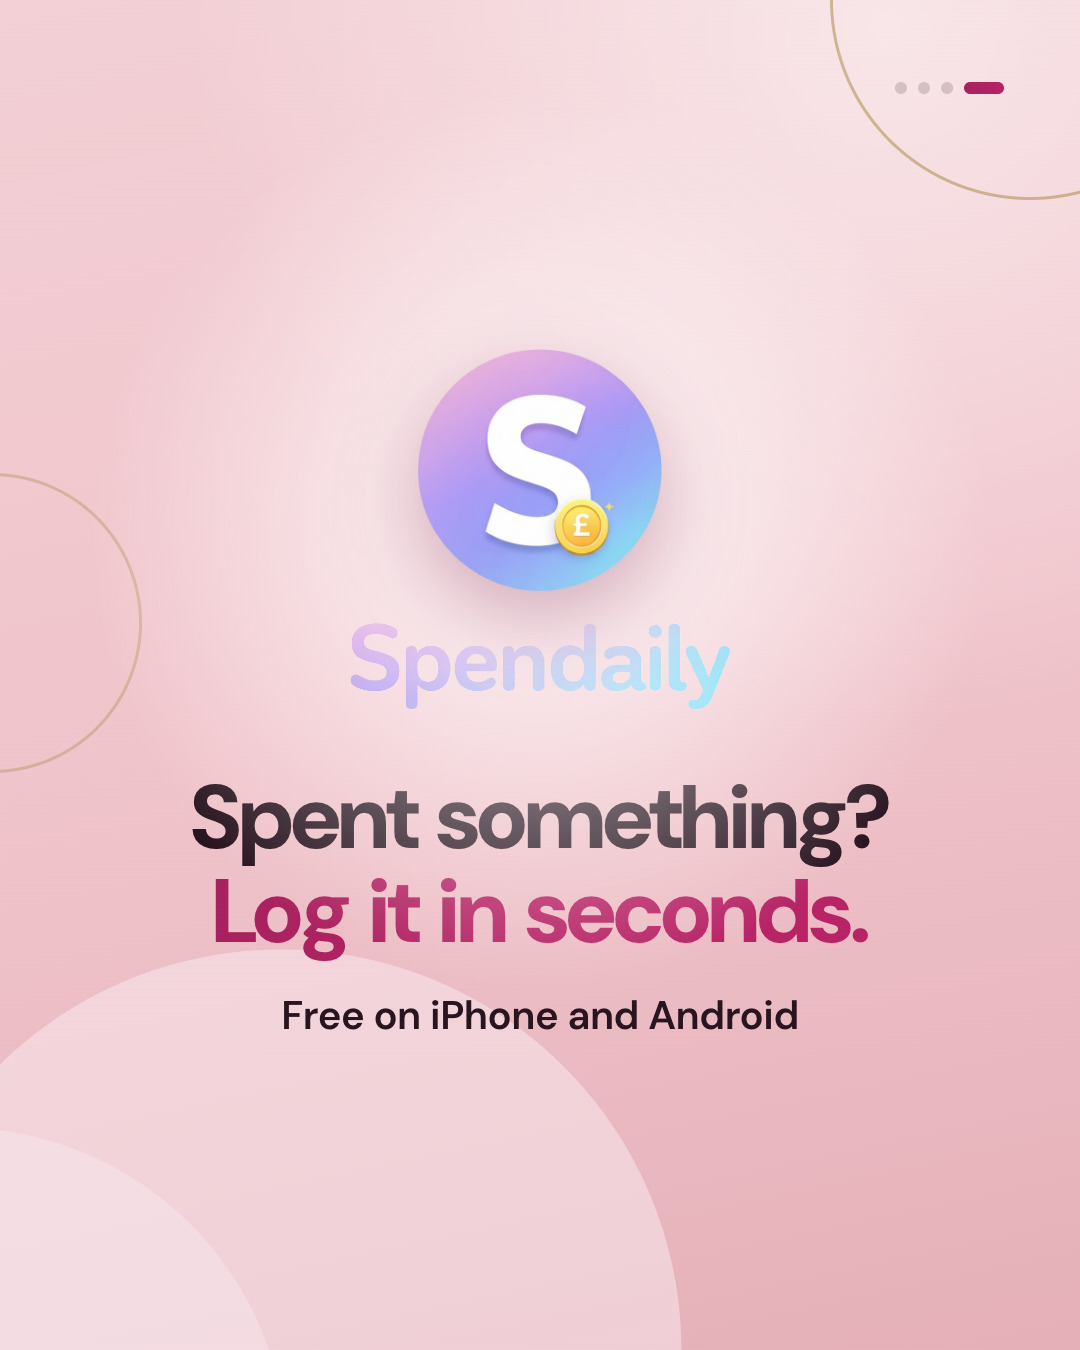 S
£
Spendaily
Spent something?
Log it in seconds.
Free on iPhone and Android